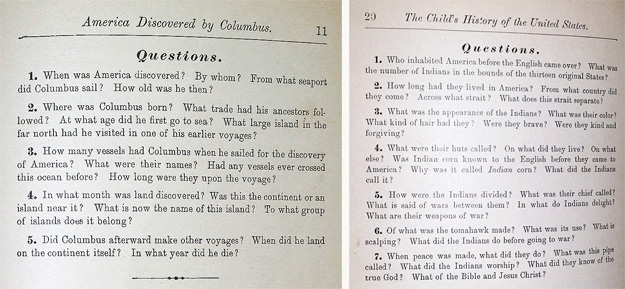 America Discovered by Columbus. 11
Questions.
1. When was America discovered? By whom? From what seaport
did Columbus sail? How old was he then?
2. Where was Columbus born? What trade had his ancestors fol-
lowed? At what age did he first go to sea? What large island in the
far north had he visited in one of his earlier voyages?
3. How many vessels had Columbus when he sailed for the discovery
of America? What were their names? Had any vessels ever crossed
this ocean before? How long were they upon the voyage?
4. In what month was land discovered? Was this the continent or an
island near it? What is now the name of this island? To what group
of islands does it belong?
5. Did Columbus afterward make other voyages? When did he land
on the continent itself? In what year did he die?
20 The Child's History of the United States.
Questions.
1. Who inhabited America before the English came over? What was
the number of Indians in the bounds of the thirteen original States?
2. How long had they lived in America? From what country did
they come? Across what strait? What does this strait separate?
3. What was the appearance of the Indians? What was their color?
What kind of hair had they? Were they brave? Were they kind and
forgiving?
4. What were their huts called? On what did they live? On what
else? Was Indian corn known to the English before they came to
America? Why was it called Indian corn? What did the Indians
call it?
5. How were the Indians divided? What was their chief called?
What is said of wars between them? In what do Indians delight?
What are their weapons of war?
6. Of what was the tomahawk made? What was its use? What is
scalping? What did the Indians do before going to war?
7. When peace was made, what did they do? What was this pipe
called? What did the Indians worship? What did they know of the
true God? What of the Bible and Jesus Christ?